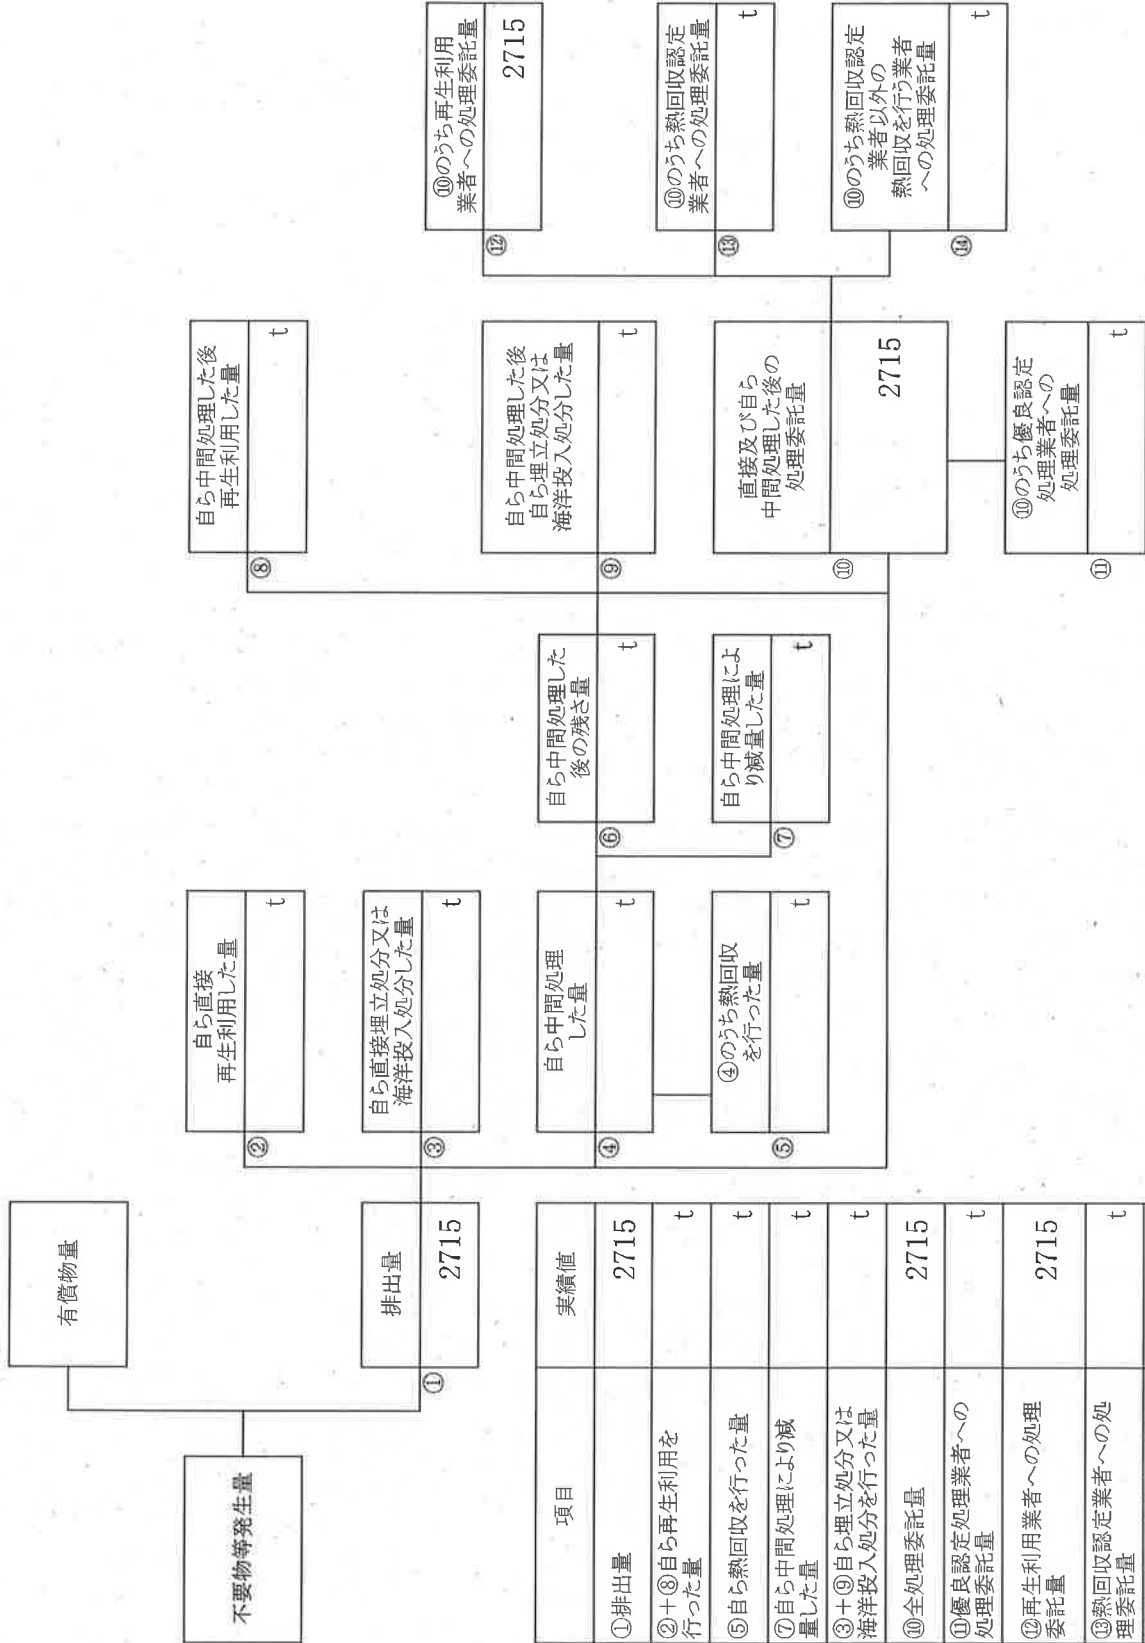 不要物等発生量
有償物量
①
排出量
2715
②
自ら直接
再生利用した量
t
③
自ら直接埋立処分又は
海洋投入処分した量
t
④
自ら中間処理
した量
t
⑤
④のうち熱回収
を行った量
t
⑥
自ら中間処理した
後の残さ量
t
⑦
自ら中間処理によ
り減量した量
t
⑧
自ら中間処理した後
再生利用した量
t
⑨
自ら中間処理した後
自ら埋立処分又は
海洋投入処分した量
t
⑩
直接及び自ら
中間処理した後の
処理委託量
2715
⑪
⑩のうち優良認定
処理業者への
処理委託量
t
⑫
⑩のうち再生利用
業者への処理委託量
2715
⑬
⑩のうち熱回収認定
業者への処理委託量
t
⑭
⑩のうち熱回収認定
業者以外の
熱回収を行う業者
への処理委託量
t
項目
実績値
①排出量
2715
②＋⑧自ら再生利用を
行った量
t
⑤自ら熱回収を行った量
t
⑦自ら中間処理により減
量した量
t
③＋⑨自ら埋立処分又は
海洋投入処分を行った量
t
⑩全処理委託量
2715
⑪優良認定処理業者への
処理委託量
t
⑫再生利用業者への処理
委託量
2715
⑬熱回収認定業者への処
理委託量
t